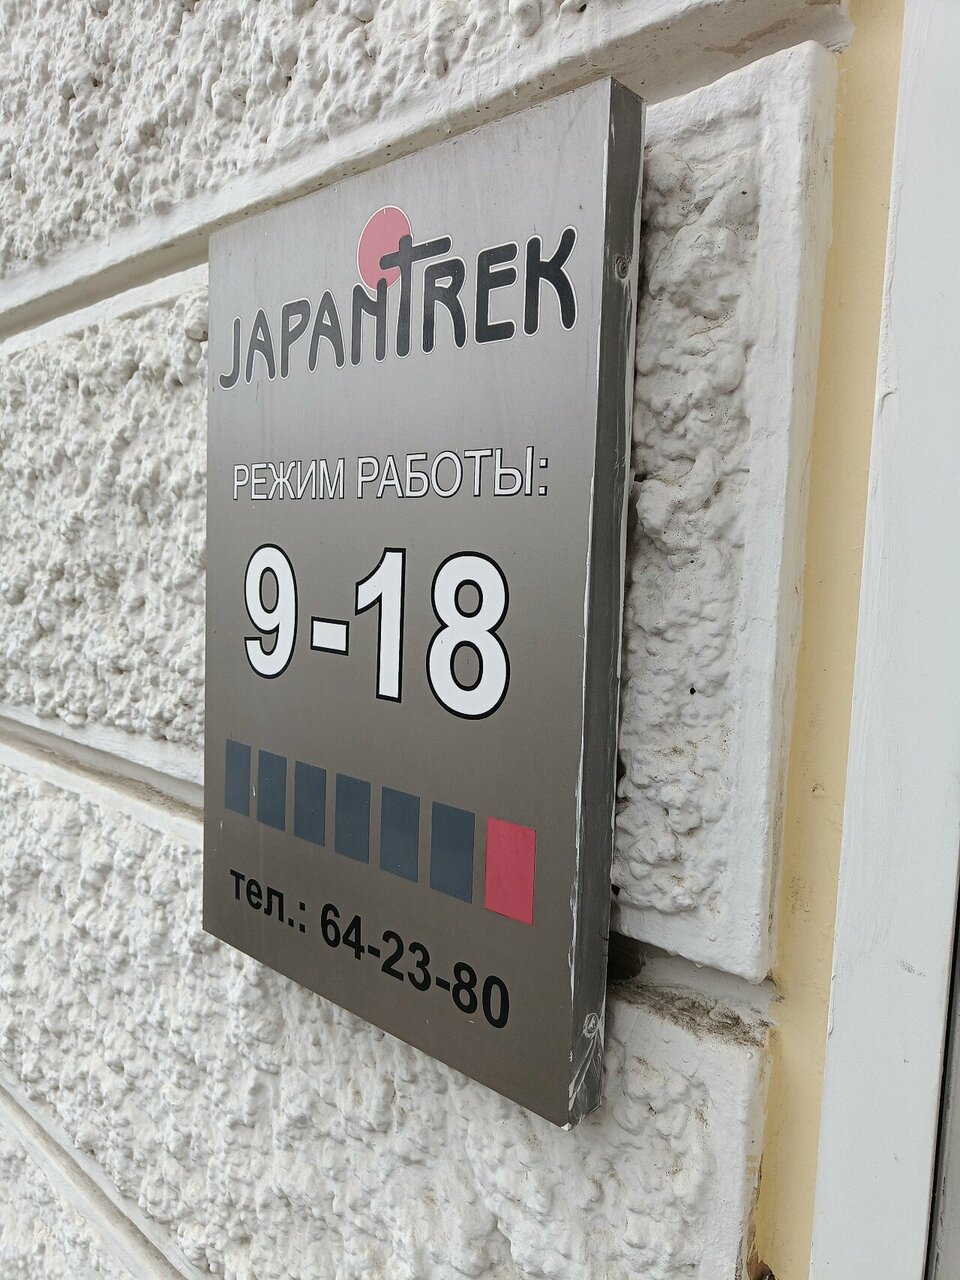 JAPANTREK
РЕЖИМ РАБОТЫ:
9-18
тел.: 64-23-80